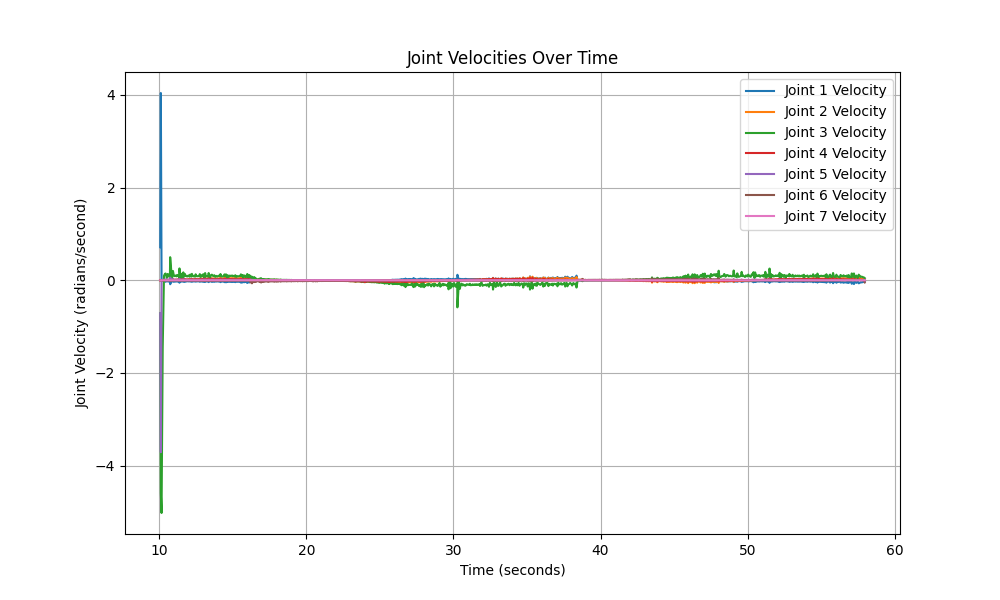 Joint Velocities Over Time
Joint Velocity (radians/second)
4
2
0
−2
−4
Joint 1 Velocity
Joint 2 Velocity
Joint 3 Velocity
Joint 4 Velocity
Joint 5 Velocity
Joint 6 Velocity
Joint 7 Velocity
10 20 30 40 50 60
Time (seconds)